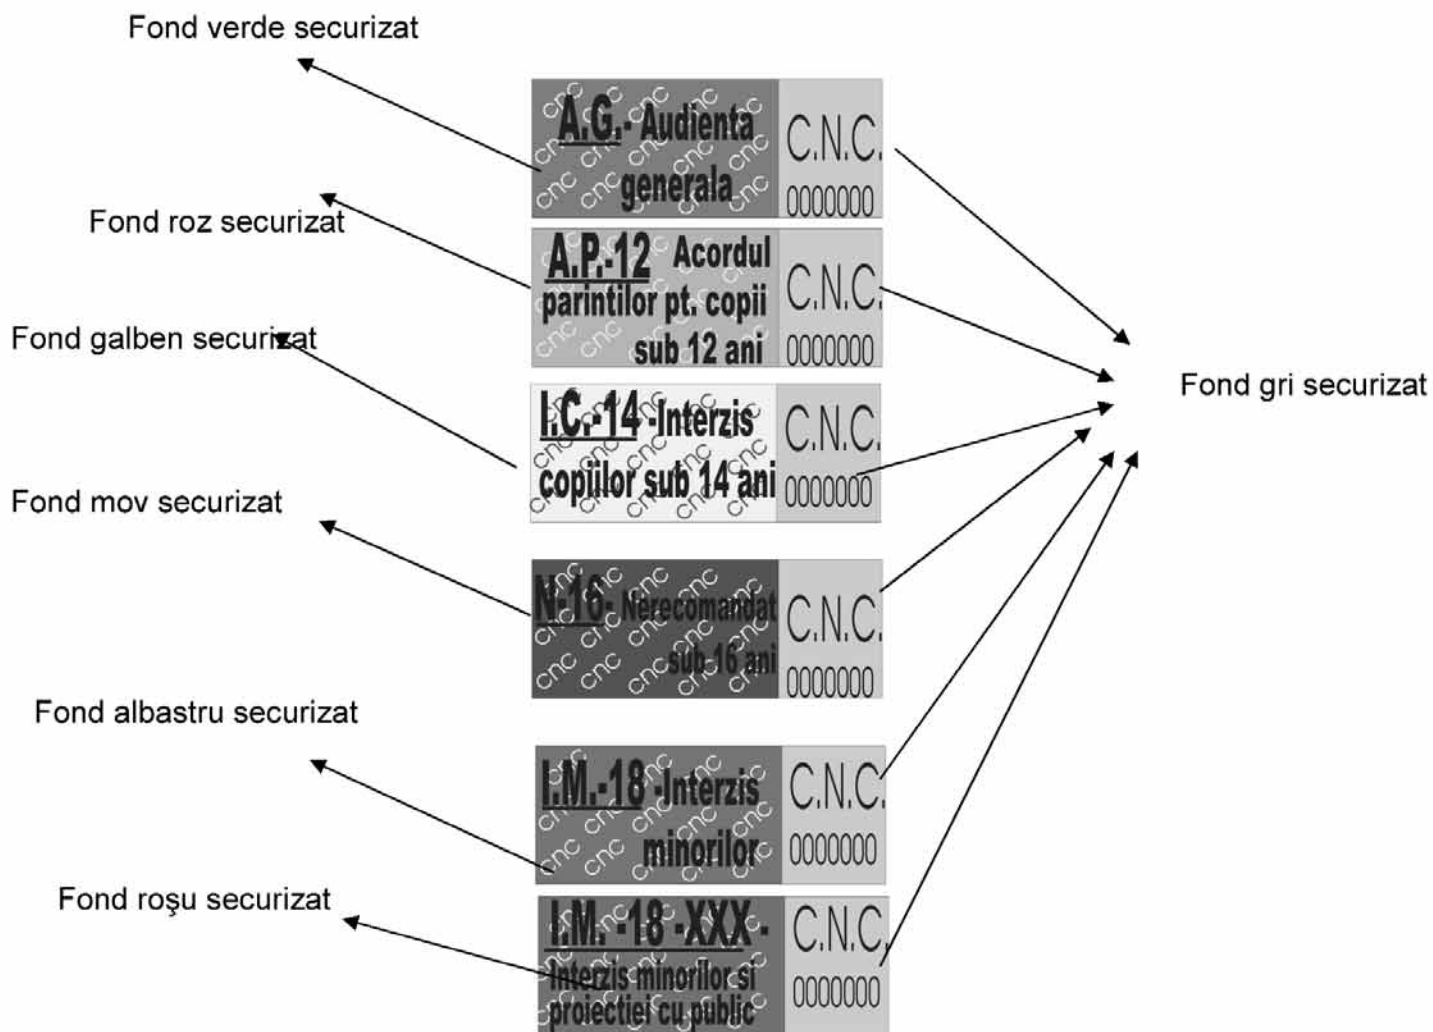 Fond verde securizat
A.G.- Audienta
generala
C.N.C.
0000000
Fond roz securizat
A.P.-12 Acordul
parintilor pt. copii
sub 12 ani
C.N.C.
0000000
Fond galben securizat
I.C.-14 -Interzis
copiilor sub 14 ani
C.N.C.
0000000
Fond gri securizat
Fond mov securizat
N-16- Nerecomandat
sub 16 ani
C.N.C.
0000000
Fond albastru securizat
I.M.-18 -Interzis
minorilor
C.N.C.
0000000
Fond roşu securizat
I.M. -18 -XXX -
Interzis minorilor si
proiectiei cu public
C.N.C.
0000000